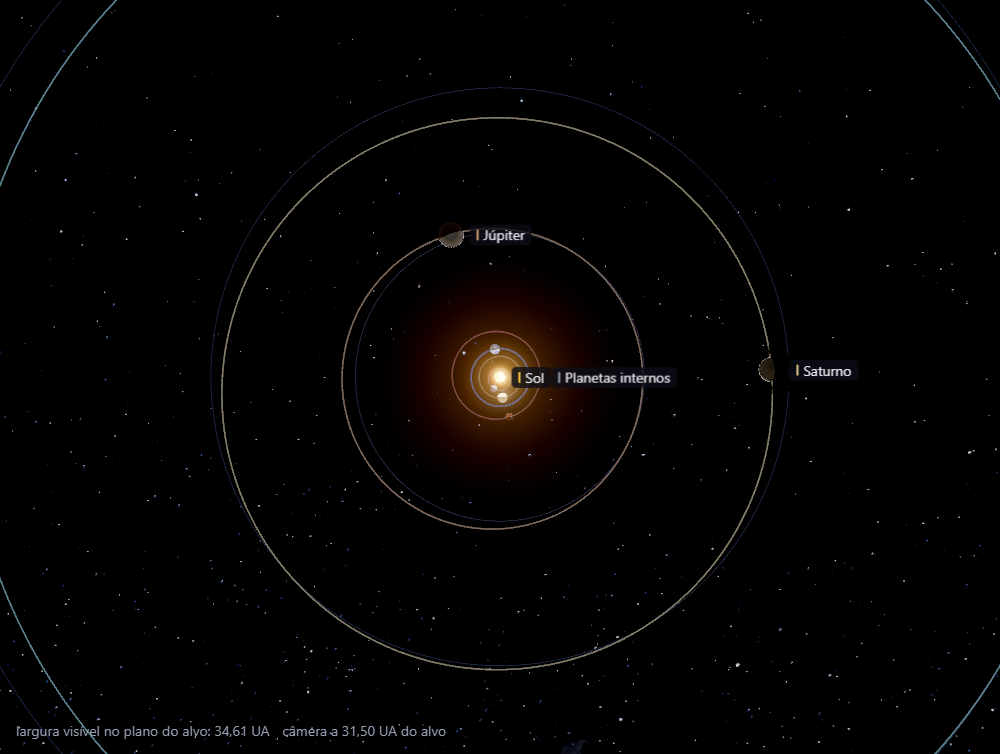 Júpiter
Saturno
Sol
Planetas internos
largura visível no plano do alvo: 34,61 UA câmera a 31,50 UA do alvo